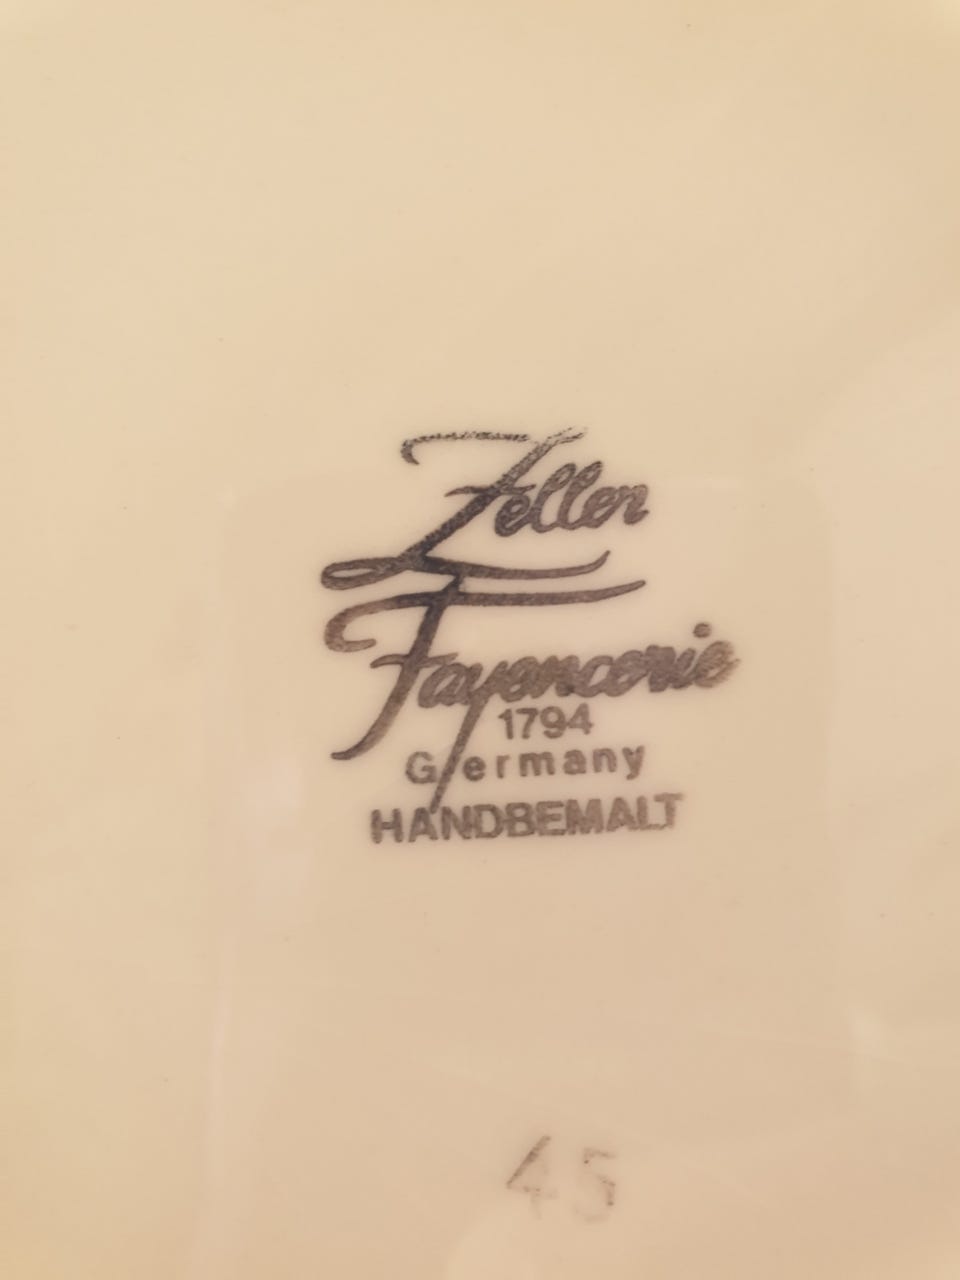 Zeller
Fayencerie
1794
Germany
HANDBEMALT
45